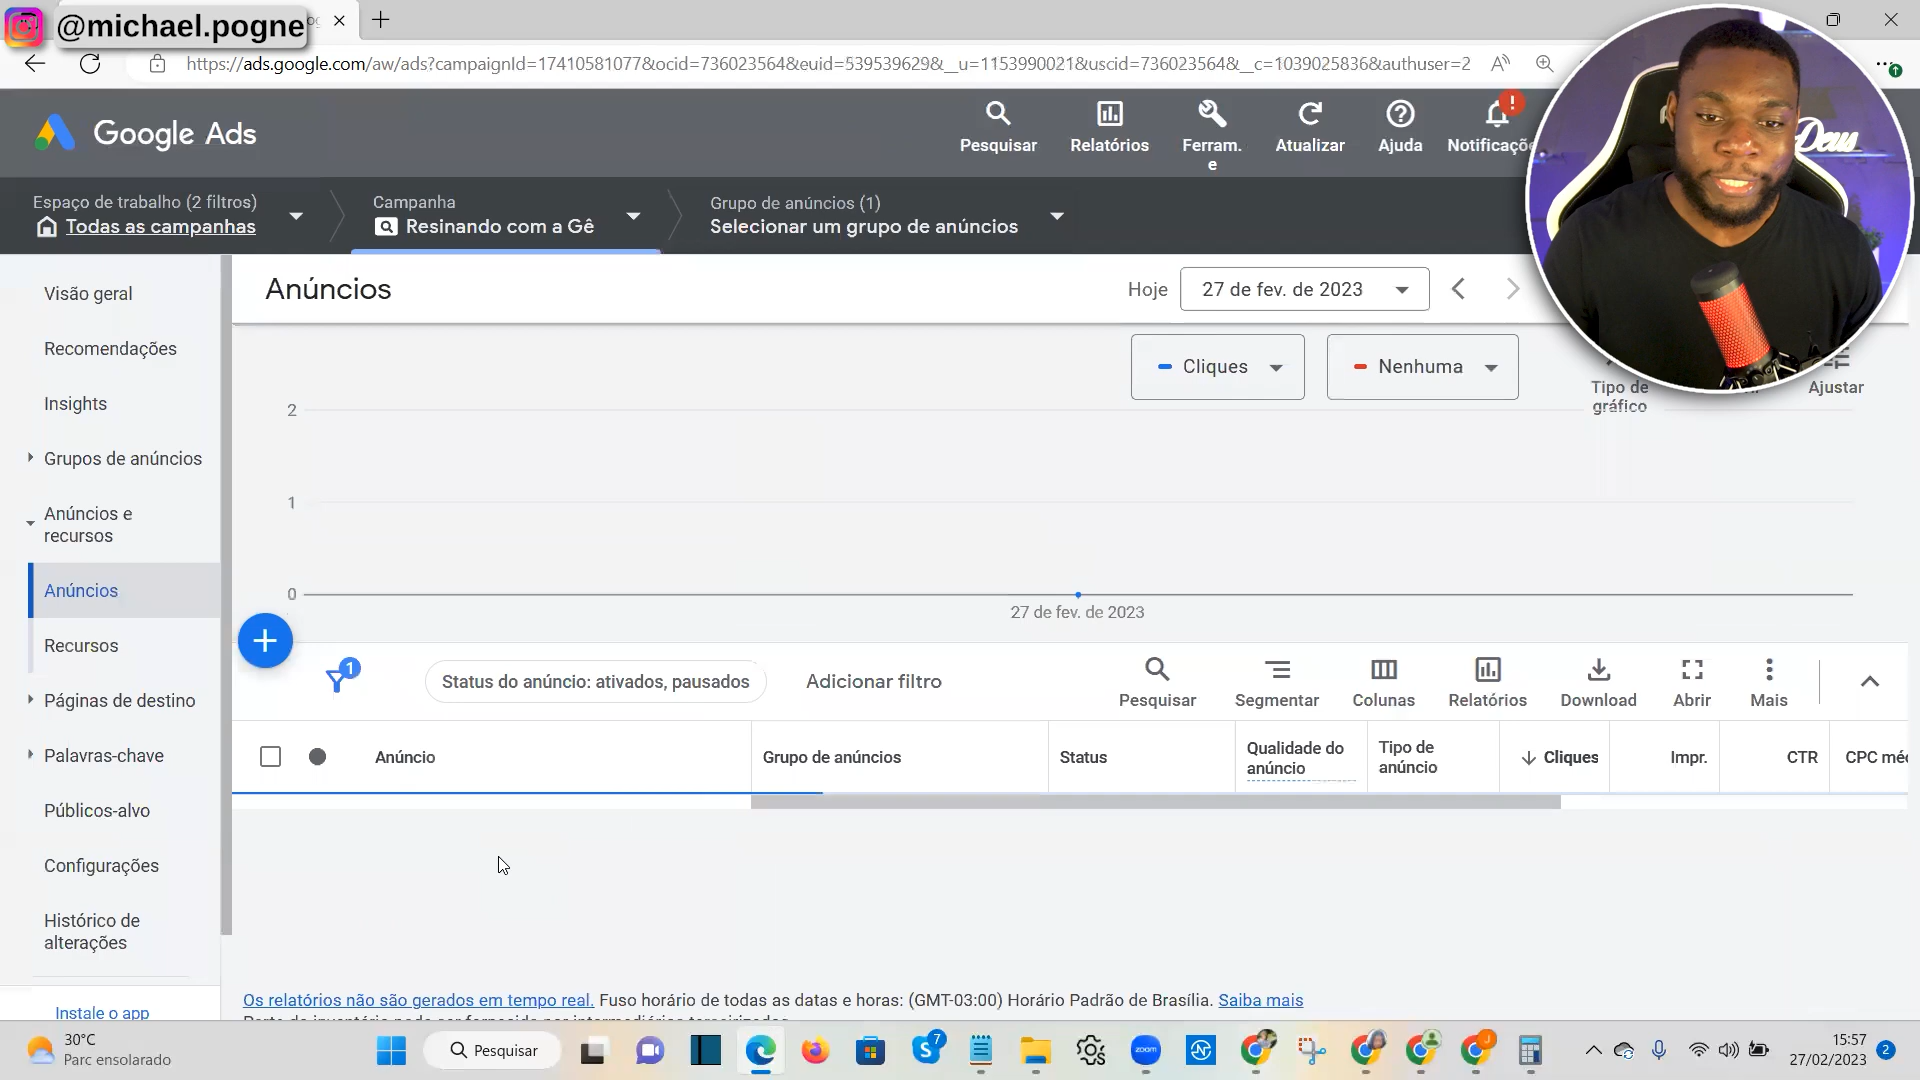 @michael.pogne
https://ads.google.com/aw/ads?campaignId=17410581077&ocid=736023564&euid=539539629&__u=1153990021&uscid=736023564&__c=1039025836&authuser=2
Google Ads
Pesquisar
Relatórios
Ferram.
e
Atualizar
Ajuda
Notificaçõe
Deus
Espaço de trabalho (2 filtros)
Todas as campanhas
Campanha
Resinando com a Gê
Grupo de anúncios (1)
Selecionar um grupo de anúncios
Visão geral
Recomendações
Insights
Grupos de anúncios
Anúncios e
recursos
Anúncios
Recursos
Páginas de destino
Palavras-chave
Públicos-alvo
Configurações
Histórico de
alterações
Instale o app
Anúncios
Hoje
27 de fev. de 2023
Cliques
Nenhuma
Tipo de
gráfico
Ajustar
2
1
0
27 de fev. de 2023
1
Status do anúncio: ativados, pausados
Adicionar filtro
Pesquisar
Segmentar
Colunas
Relatórios
Download
Abrir
Mais
Anúncio
Grupo de anúncios
Status
Qualidade do
anúncio
Tipo de
anúncio
Cliques
Impr.
CTR
CPC méd
Os relatórios não são gerados em tempo real. Fuso horário de todas as datas e horas: (GMT-03:00) Horário Padrão de Brasília. Saiba mais
30°C
Parc ensolarado
Pesquisar
7
zoom
15:57
27/02/2023
2